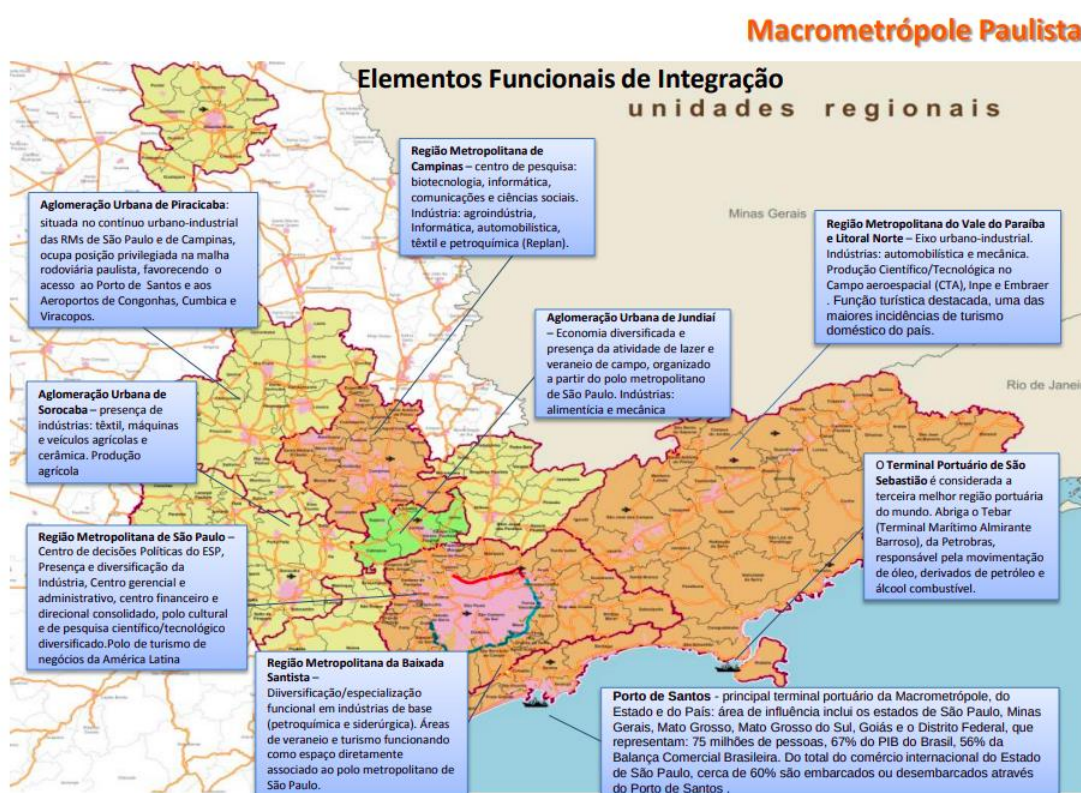 Macrometrópole Paulista
Elementos Funcionais de Integração
unidades regionais
Região Metropolitana de
Campinas – centro de pesquisa:
biotecnologia, informática,
comunicações e ciências sociais.
Indústria: agroindústria,
Informática, automobilística,
têxtil e petroquímica (Replan).
Aglomeração Urbana de Piracicaba:
situada no contínuo urbano-industrial
das RMs de São Paulo e de Campinas,
ocupa posição privilegiada na malha
rodoviária paulista, favorecendo o
acesso ao Porto de Santos e aos
Aeroportos de Congonhas, Cumbica e
Viracopos.
Minas Gerais
Região Metropolitana do Vale do Paraíba
e Litoral Norte – Eixo urbano-industrial.
Indústrias: automobilística e mecânica.
Produção Científico/Tecnológica no
Campo aeroespacial (CTA), Inpe e Embraer
. Função turística destacada, uma das
maiores incidências de turismo
doméstico do país.
Aglomeração Urbana de Jundiaí
– Economia diversificada e
presença da atividade de lazer e
veraneio de campo, organizado
a partir do polo metropolitano
de São Paulo. Indústrias:
alimentícia e mecânica
Rio de Janei
Aglomeração Urbana de
Sorocaba – presença de
indústrias: têxtil, máquinas
e veículos agrícolas e
cerâmica. Produção
agrícola
O Terminal Portuário de São
Sebastião é considerada a
terceira melhor região portuária
do mundo. Abriga o Tebar
(Terminal Marítimo Almirante
Barroso), da Petrobras,
responsável pela movimentação
de óleo, derivados de petróleo e
álcool combustível.
Região Metropolitana de São Paulo –
Centro de decisões Políticas do ESP,
Presença e diversificação da
Indústria, Centro gerencial e
administrativo, centro financeiro e
direcional consolidado, polo cultural
e de pesquisa científico/tecnológico
diversificado.Polo de turismo de
negócios da América Latina
Região Metropolitana da Baixada
Santista –
Diiversificação/especialização
funcional em indústrias de base
(petroquímica e siderúrgica). Áreas
de veraneio e turismo funcionando
como espaço diretamente
associado ao polo metropolitano de
São Paulo.
Porto de Santos - principal terminal portuário da Macrometrópole, do
Estado e do País: área de influência inclui os estados de São Paulo, Minas
Gerais, Mato Grosso, Mato Grosso do Sul, Goiás e o Distrito Federal, que
representam: 75 milhões de pessoas, 67% do PIB do Brasil, 56% da
Balança Comercial Brasileira. Do total do comércio internacional do Estado
de São Paulo, cerca de 60% são embarcados ou desembarcados através
do Porto de Santos .